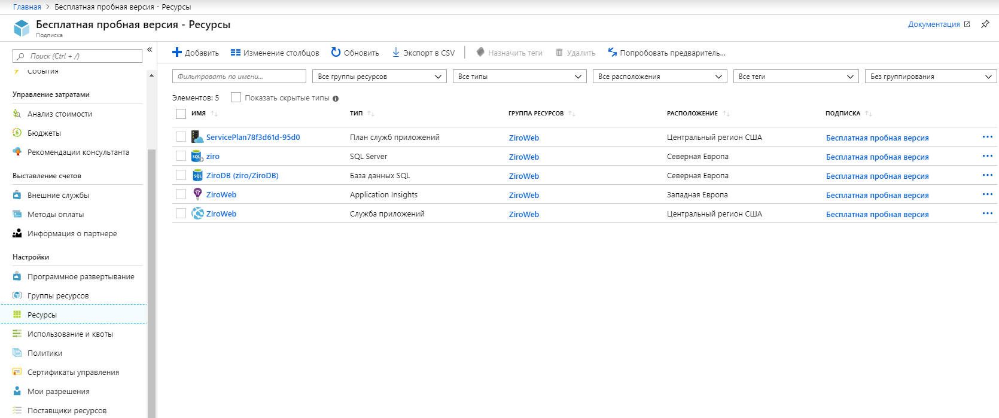 Главная > Бесплатная пробная версия - Ресурсы
Бесплатная пробная версия - Ресурсы
Подписка
Документация
Поиск (Ctrl + /)
«
События
Управление затратами
Анализ стоимости
Бюджеты
Рекомендации консультанта
Выставление счетов
Внешние службы
Методы оплаты
Информация о партнере
Настройки
Программное развертывание
Группы ресурсов
Ресурсы
Использование и квоты
Политики
Сертификаты управления
Мои разрешения
Поставщики ресурсов
Добавить Изменение столбцов Обновить Экспорт в CSV Назначить теги Удалить Попробовать предваритель...
Фильтровать по имени... Все группы ресурсов Все типы Все расположения Все теги Без группирования
Элементов: 5 Показать скрытые типы
ИМЯ ТИП ГРУППА РЕСУРСОВ РАСПОЛОЖЕНИЕ ПОДПИСКА
ServicePlan78f3d61d-95d0 План служб приложений ZiroWeb Центральный регион США Бесплатная пробная версия
SQL ziro SQL Server ZiroWeb Северная Европа Бесплатная пробная версия
SQL ZiroDB (ziro/ZiroDB) База данных SQL ZiroWeb Северная Европа Бесплатная пробная версия
ZiroWeb Application Insights ZiroWeb Западная Европа Бесплатная пробная версия
ZiroWeb Служба приложений ZiroWeb Центральный регион США Бесплатная пробная версия